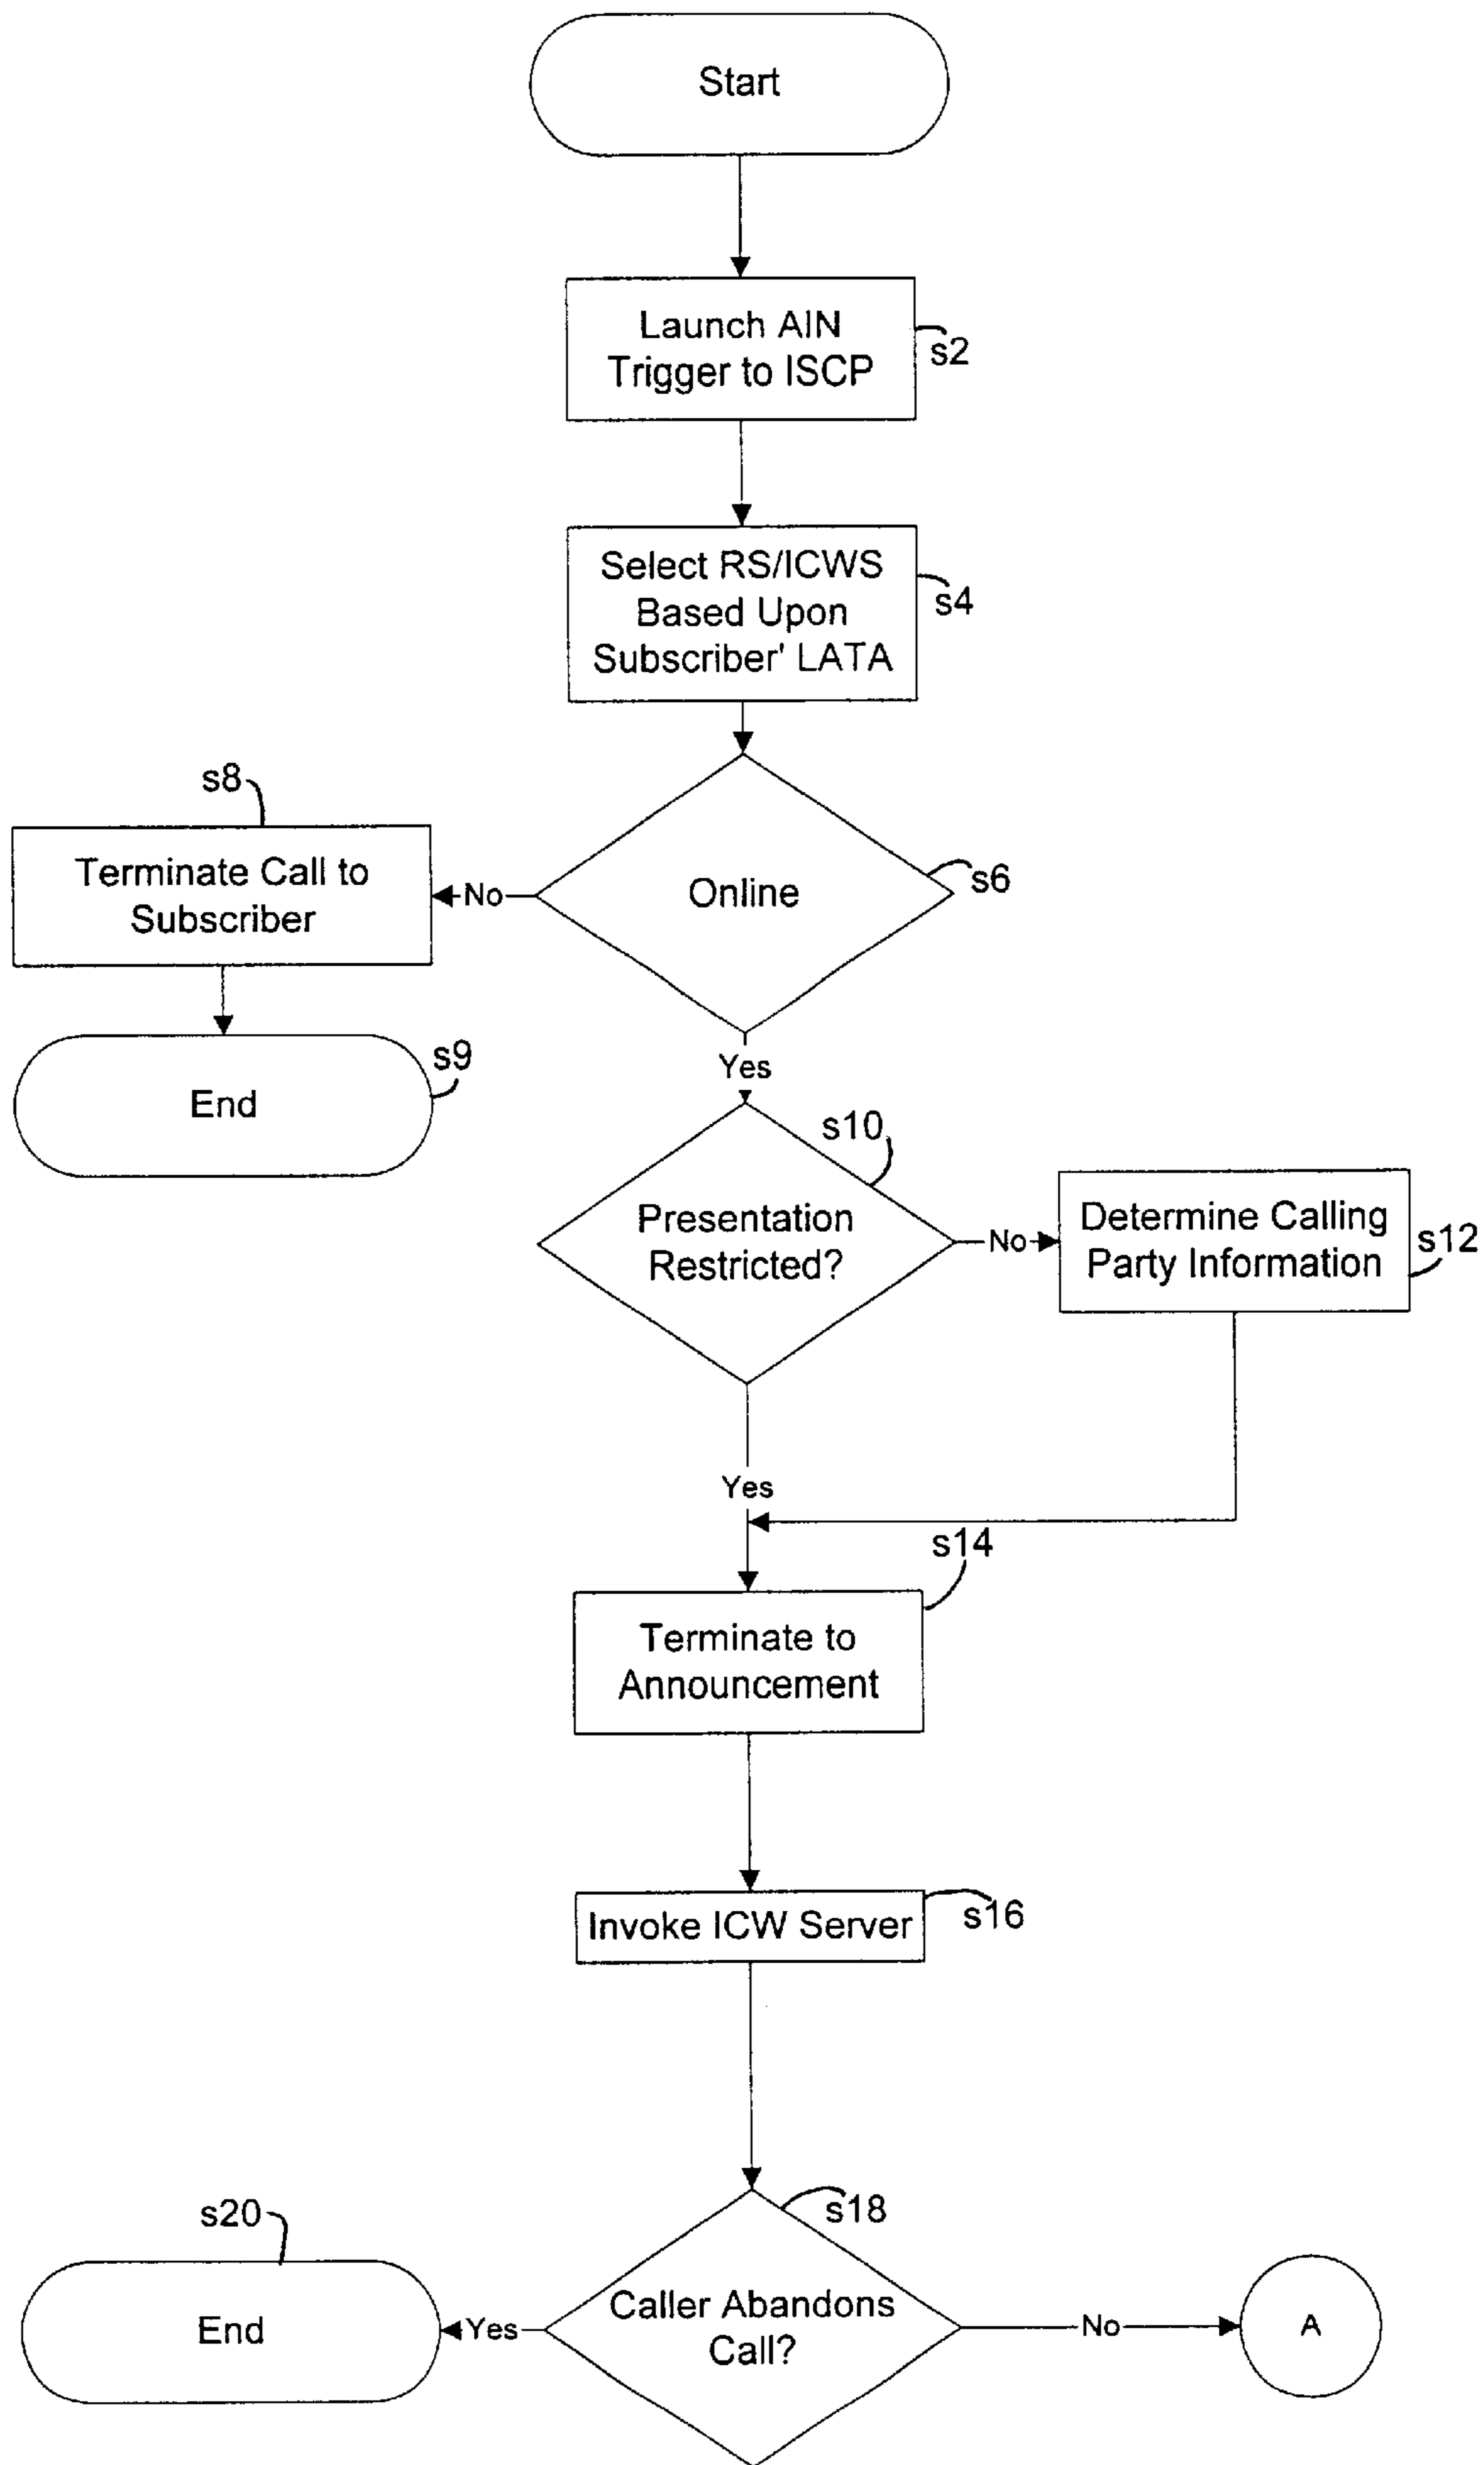 Start
Launch AIN
Trigger to ISCP
s2
Select RS/ICWS
Based Upon
Subscriber' LATA
s4
s8
Terminate Call to
Subscriber
No
Online
s6
Yes
s9
End
s10
Presentation
Restricted?
No
Determine Calling
Party Information
s12
Yes
s14
Terminate to
Announcement
Invoke ICW Server
s16
s18
s20
End
Yes
Caller Abandons
Call?
No
A